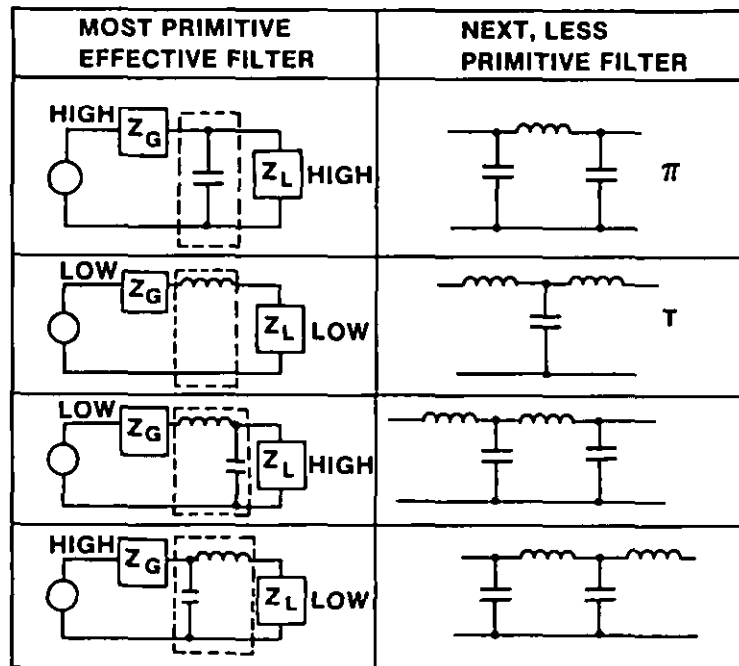 MOST PRIMITIVE
EFFECTIVE FILTER
NEXT, LESS
PRIMITIVE FILTER
HIGH
Z_G
Z_L HIGH
π
LOW
Z_G
Z_L LOW
T
LOW
Z_G
Z_L HIGH
HIGH
Z_G
Z_L LOW